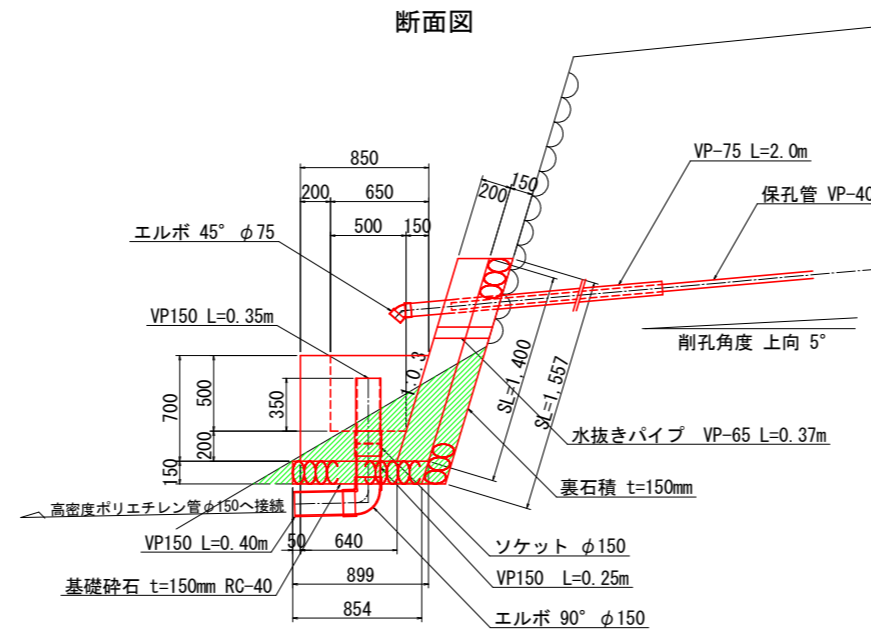 断面図
850
200 650
500 150
200 150
VP-75 L=2.0m
保孔管 VP-40
エルボ 45° φ75
VP150 L=0.35m
削孔角度 上向 5°
1:0.3
SL=1.400
SL=1.557
700
500
350
200
150
水抜きパイプ VP-65 L=0.37m
裏石積 t=150mm
高密度ポリエチレン管φ150へ接続
VP150 L=0.40m
50 640
ソケット φ150
899
VP150 L=0.25m
基礎砕石 t=150mm RC-40
854
エルボ 90° φ150